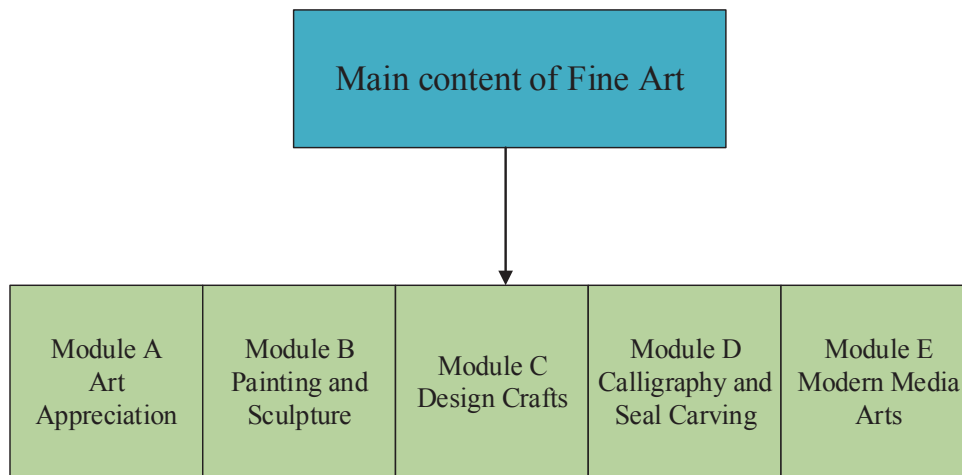 Main content of Fine Art
Module A
Art
Appreciation
Module B
Painting and
Sculpture
Module C
Design Crafts
Module D
Calligraphy and
Seal Carving
Module E
Modern Media
Arts